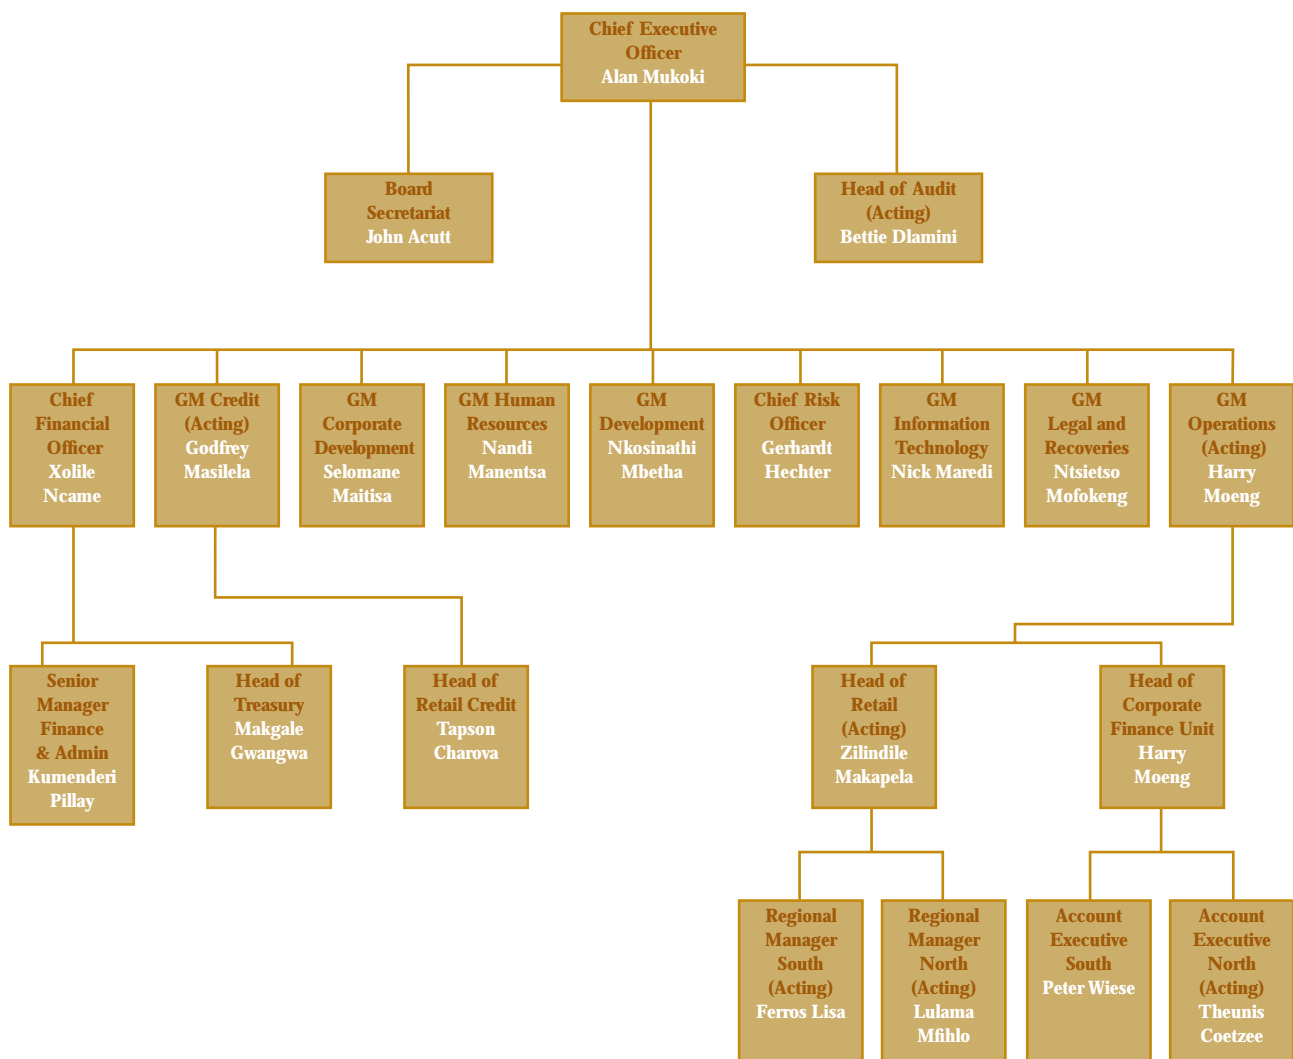 Chief Executive
Officer
Alan Mukoki
Board
Secretariat
John Acutt
Head of Audit
(Acting)
Bettie Dlamini
Chief
Financial
Officer
Xolile
Ncame
GM Credit
(Acting)
Godfrey
Masilela
GM
Corporate
Development
Selomane
Maitisa
GM Human
Resources
Nandi
Manentsa
GM
Development
Nkosinathi
Mbetha
Chief Risk
Officer
Gerhardt
Hechter
GM
Information
Technology
Nick Maredi
GM
Legal and
Recoveries
Ntsietso
Mofokeng
GM
Operations
(Acting)
Harry
Moeng
Senior
Manager
Finance
& Admin
Kumenderi
Pillay
Head of
Treasury
Makgale
Gwangwa
Head of
Retail Credit
Tapson
Charova
Head of
Retail
(Acting)
Zilindile
Makapela
Head of
Corporate
Finance Unit
Harry
Moeng
Regional
Manager
South
(Acting)
Ferros Lisa
Regional
Manager
North
(Acting)
Lulama
Mfihlo
Account
Executive
South
Peter Wiese
Account
Executive
North
(Acting)
Theunis
Coetzee